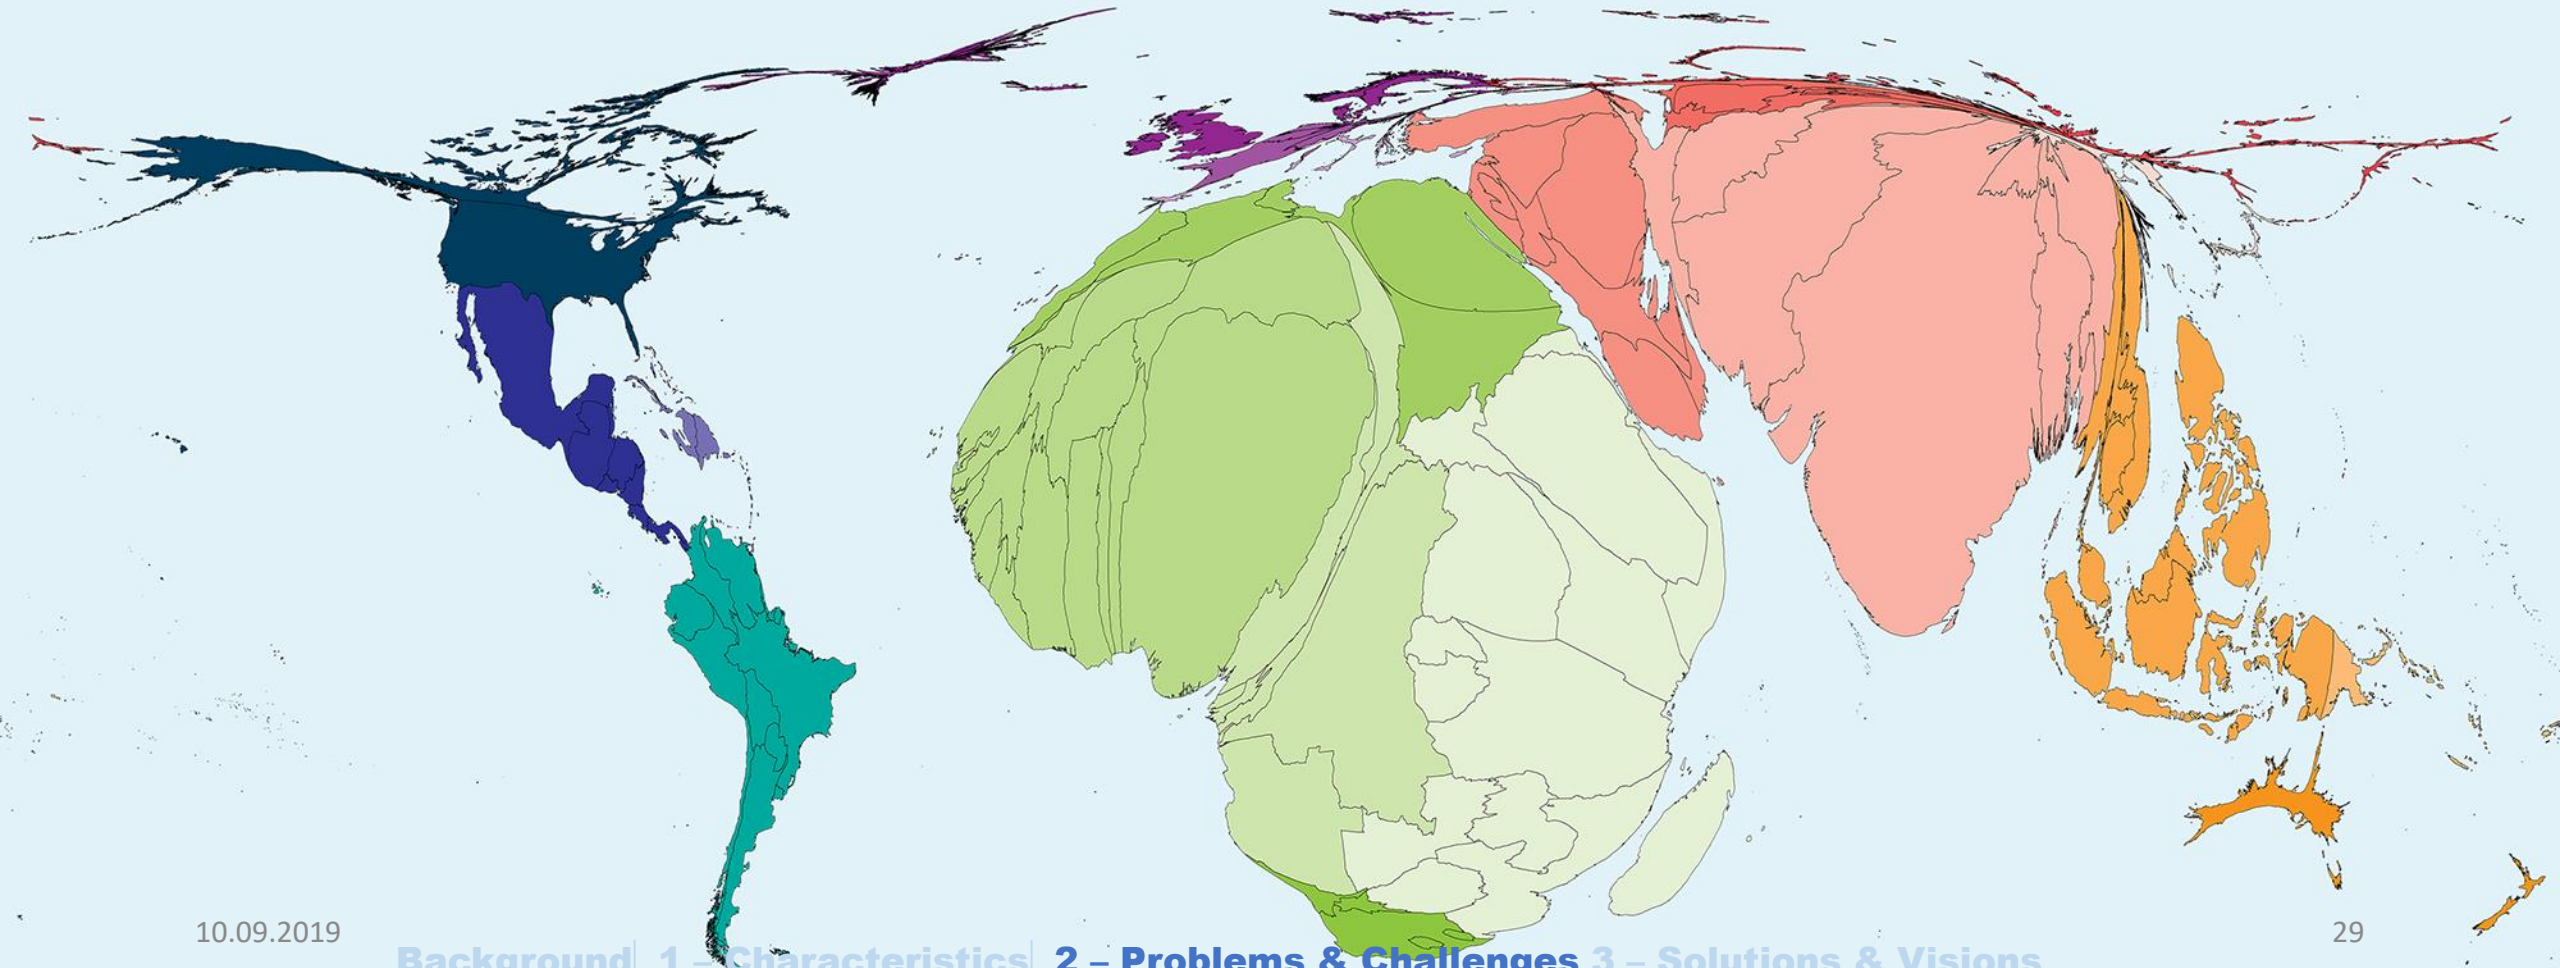 10.09.2019
29
Background 1 – Characteristics 2 – Problems & Challenges 3 – Solutions & Visions